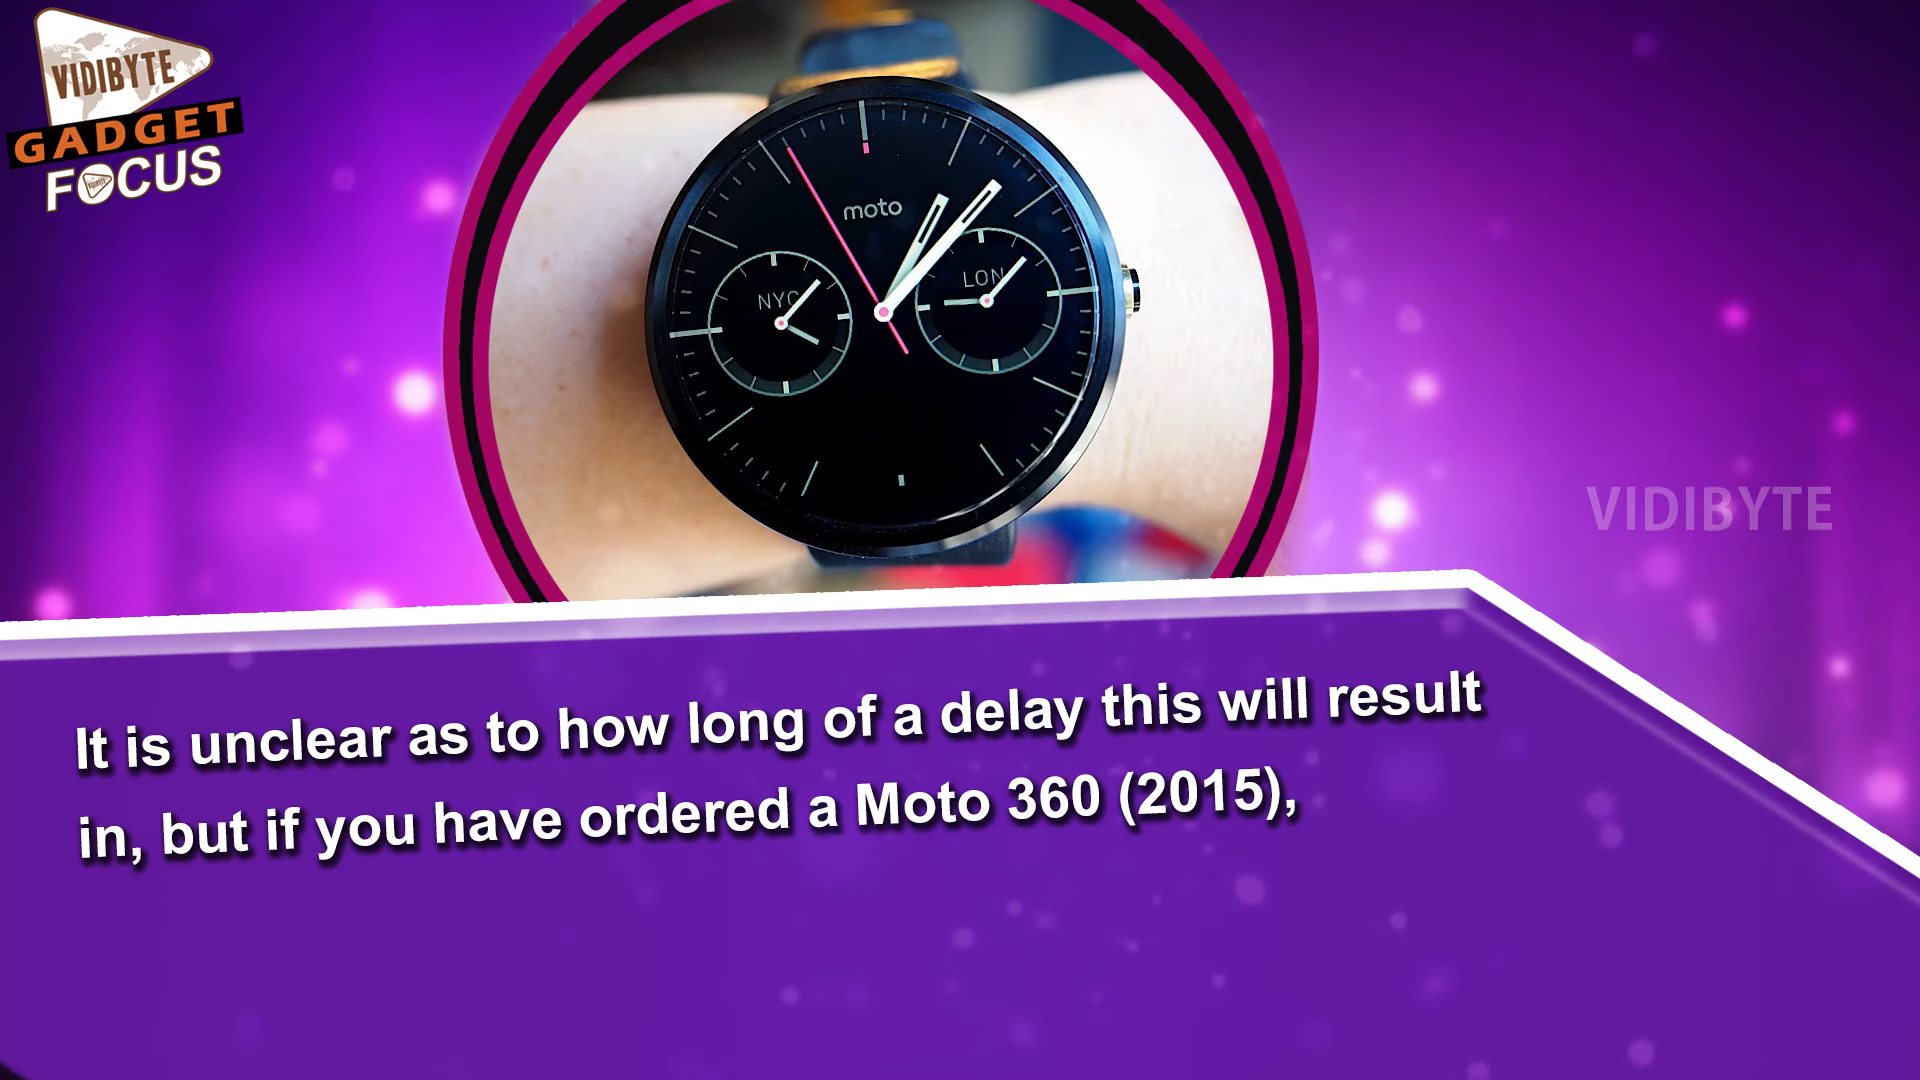 VIDIBYTE
GADGET
FOCUS
moto
NYC
LON
VIDIBYTE
It is unclear as to how long of a delay this will result
in, but if you have ordered a Moto 360 (2015),